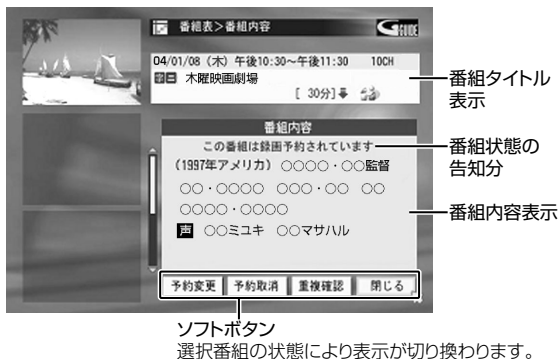 番組表>番組内容
G GUIDE
04/01/08 (木) 午後10:30~午後11:30 10CH
木曜映画劇場
[ 30分]
番組タイトル
表示
番組内容
この番組は録画予約されています
番組状態の
告知分
(1997年アメリカ) ○○○○・○○監督
○○・○○○○ ○○○・○○ ○○
○○○○・○○○○
番組内容表示
声 ○○ミユキ ○○マサハル
予約変更 予約取消 重複確認 閉じる
ソフトボタン
選択番組の状態により表示が切り換わります。